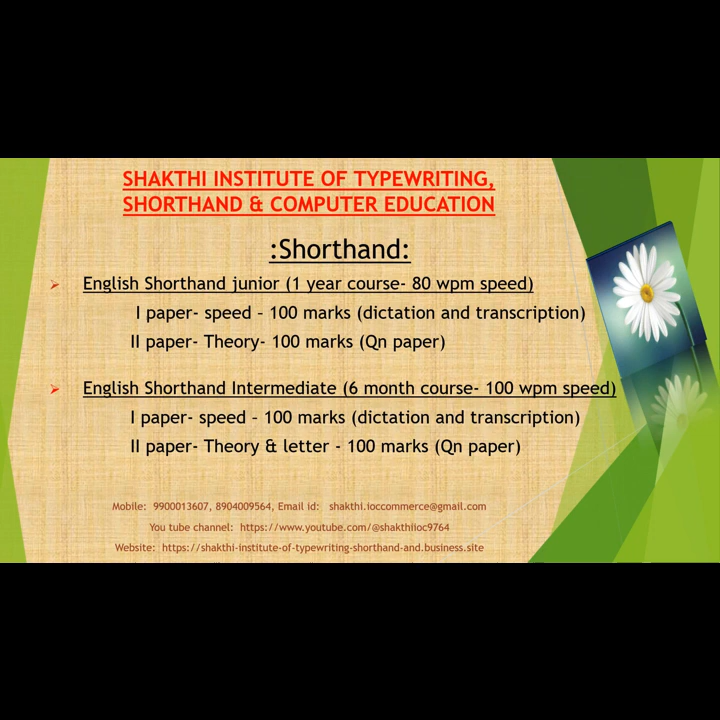 SHAKTHI INSTITUTE OF TYPEWRITING,
SHORTHAND & COMPUTER EDUCATION
:Shorthand:
➢ English Shorthand junior (1 year course- 80 wpm speed)
I paper- speed – 100 marks (dictation and transcription)
II paper- Theory- 100 marks (Qn paper)
➢ English Shorthand Intermediate (6 month course- 100 wpm speed)
I paper- speed – 100 marks (dictation and transcription)
II paper- Theory & letter - 100 marks (Qn paper)
Mobile: 9900013607, 8904009564, Email id: shakthi.ioccommerce@gmail.com
You tube channel: https://www.youtube.com/@shakthiioc9764
Website: https://shakthi-institute-of-typewriting-shorthand-and.business.site